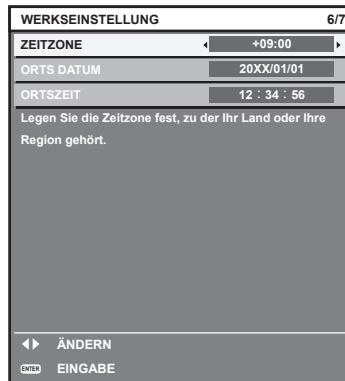 WERKSEINSTELLUNG 6/7
ZEITZONE +09:00
ORTS DATUM 20XX/01/01
ORTSZEIT 12 : 34 : 56
Legen Sie die Zeitzone fest, zu der Ihr Land oder Ihre
Region gehört.
ÄNDERN
ENTER EINGABE